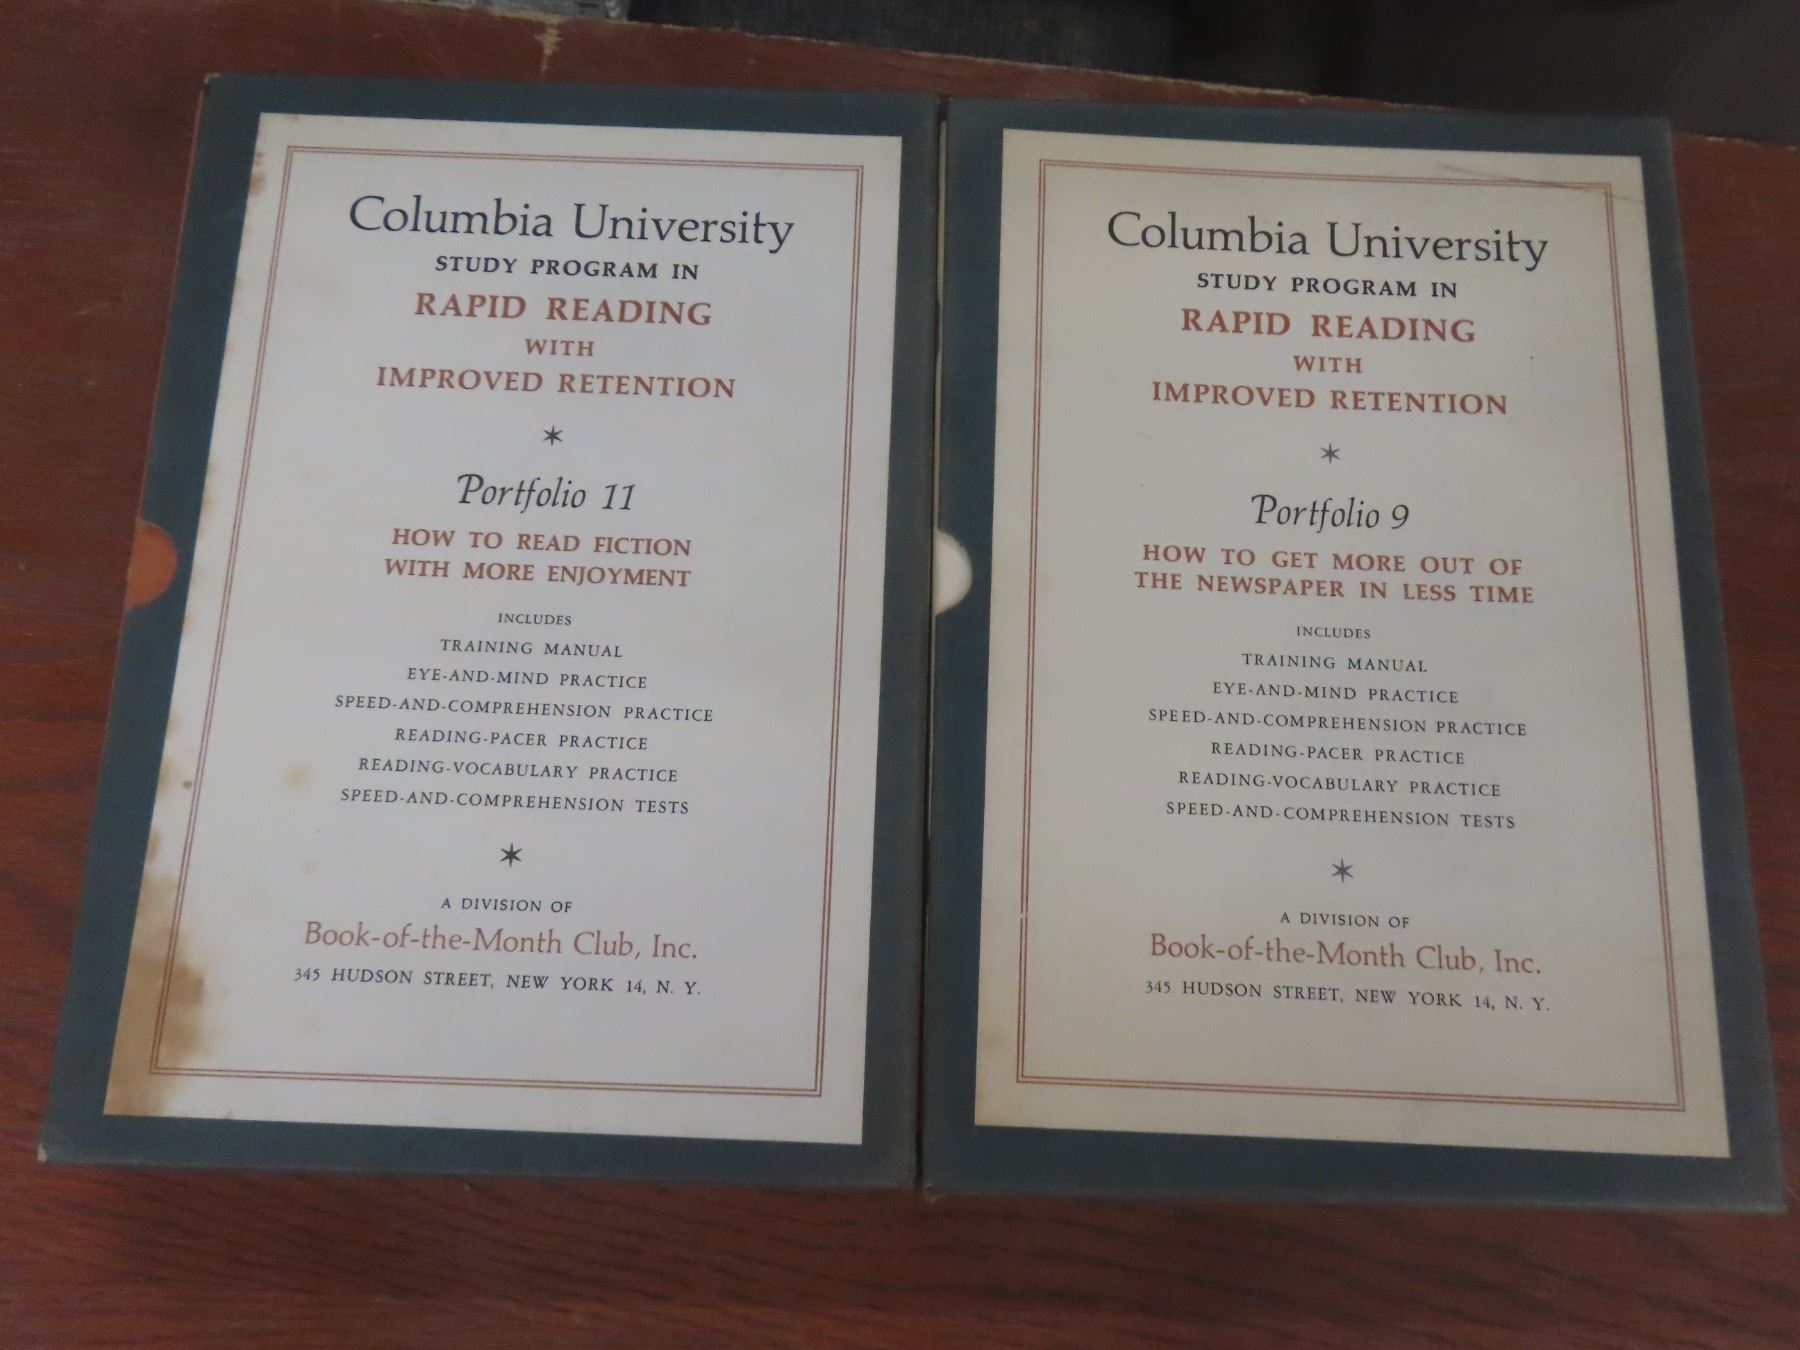 Columbia University
STUDY PROGRAM IN
RAPID READING
WITH
IMPROVED RETENTION
Portfolio 11
HOW TO READ FICTION
WITH MORE ENJOYMENT
INCLUDES
TRAINING MANUAL
EYE-AND-MIND PRACTICE
SPEED-AND-COMPREHENSION PRACTICE
READING-PACER PRACTICE
READING-VOCABULARY PRACTICE
SPEED-AND-COMPREHENSION TESTS
A DIVISION OF
Book-of-the-Month Club, Inc.
345 HUDSON STREET, NEW YORK 14, N. Y.
Columbia University
STUDY PROGRAM IN
RAPID READING
WITH
IMPROVED RETENTION
Portfolio 9
HOW TO GET MORE OUT OF
THE NEWSPAPER IN LESS TIME
INCLUDES
TRAINING MANUAL
EYE-AND-MIND PRACTICE
SPEED-AND-COMPREHENSION PRACTICE
READING-PACER PRACTICE
READING-VOCABULARY PRACTICE
SPEED-AND-COMPREHENSION TESTS
A DIVISION OF
Book-of-the-Month Club, Inc.
345 HUDSON STREET, NEW YORK 14, N. Y.